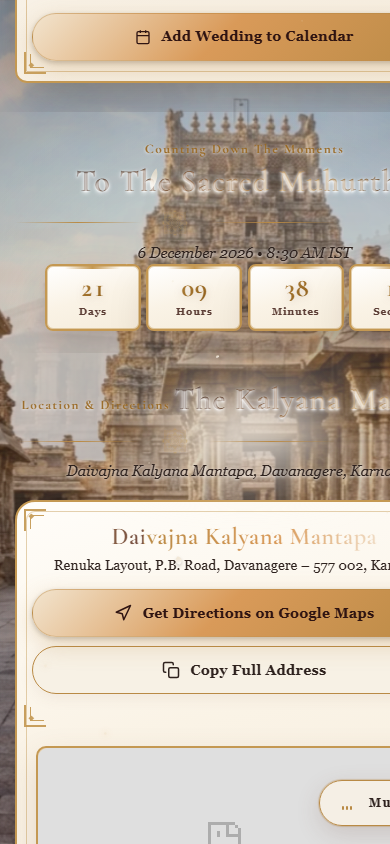 Add Wedding to Calendar
Counting Down The Moments
To The Sacred Muhurth
6 December 2026 • 8:30 AM IST
21 09 38
Days Hours Minutes Sec
Location & Directions The Kalyana Ma
Daivajna Kalyana Mantapa, Davanagere, Karna
Daivajna Kalyana Mantapa
Renuka Layout, P.B. Road, Davanagere – 577 002, Kar
Get Directions on Google Maps
Copy Full Address
... Mu